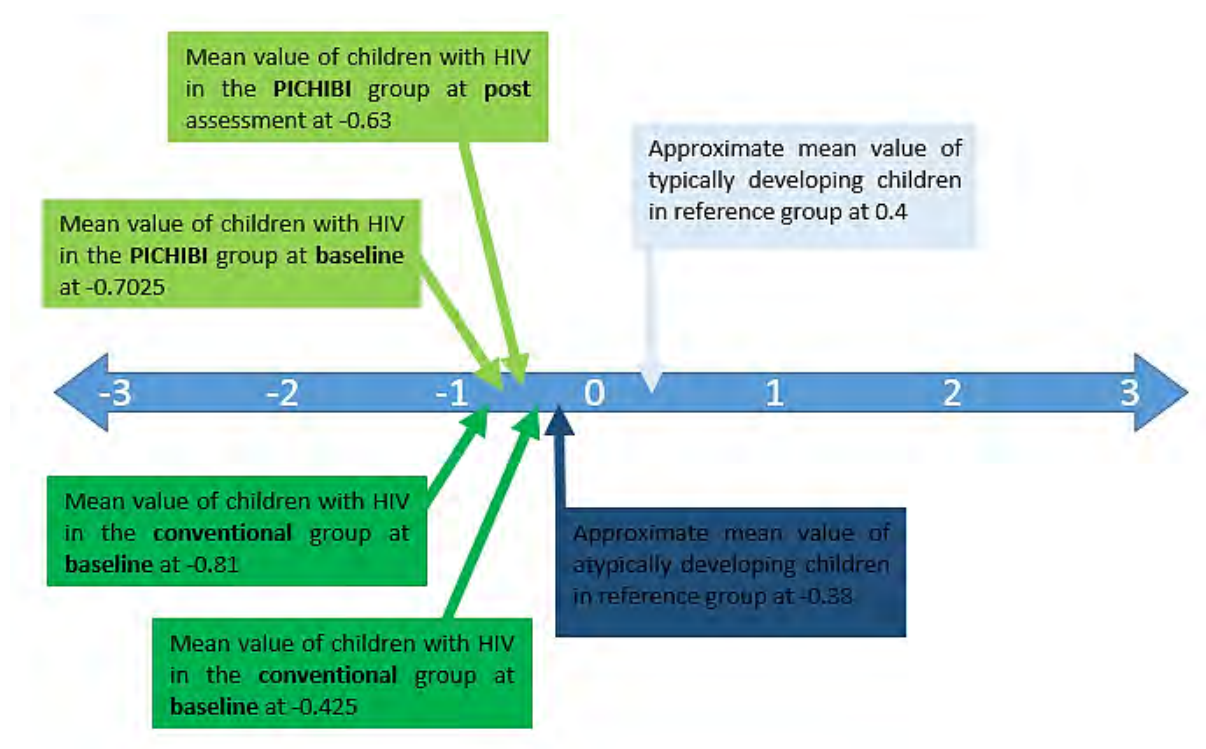 Mean value of children with HIV
in the PICHIBI group at post
assessment at -0.63
Approximate mean value of
typically developing children
in reference group at 0.4
Mean value of children with HIV
in the PICHIBI group at baseline
at -0.7025
-3 -2 -1 0 1 2 3
Mean value of children with HIV
in the conventional group at
baseline at -0.81
Approximate mean value of
atypically developing children
in reference group at -0.38
Mean value of children with HIV
in the conventional group at
baseline at -0.425